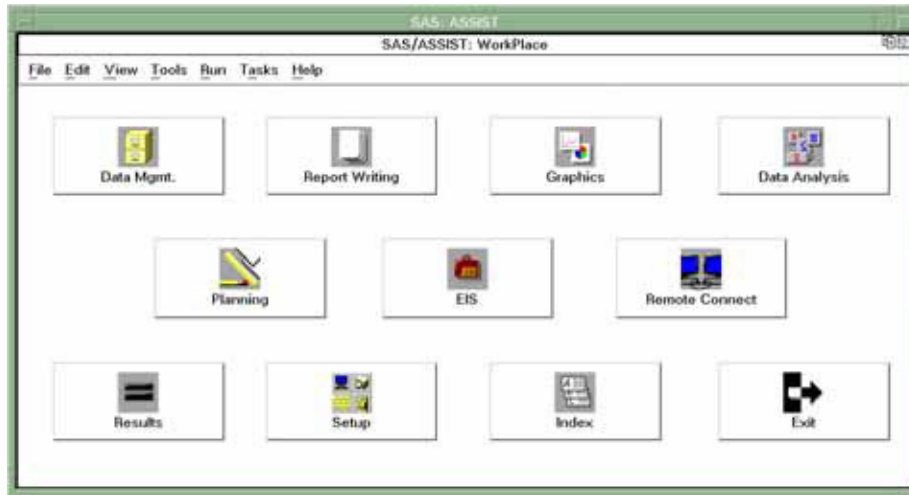 SAS: ASSIST
SAS/ASSIST: WorkPlace
File Edit View Tools Run Tasks Help
Data Mgmt. Report Writing Graphics Data Analysis
Planning EIS Remote Connect
Results Setup Index Exit